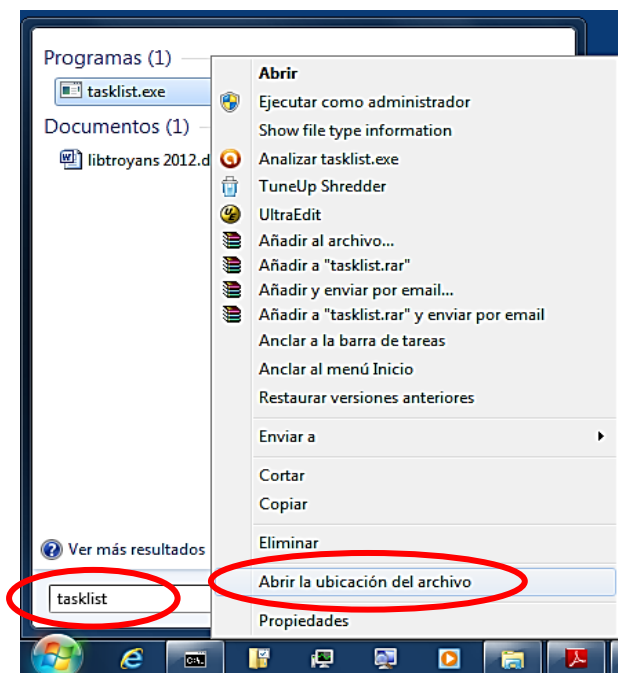 Programas (1)
tasklist.exe
Documentos (1)
libtroyans 2012.d
Ver más resultados
tasklist
Abrir
Ejecutar como administrador
Show file type information
Analizar tasklist.exe
TuneUp Shredder
UltraEdit
Añadir al archivo...
Añadir a "tasklist.rar"
Añadir y enviar por email...
Añadir a "tasklist.rar" y enviar por email
Anclar a la barra de tareas
Anclar al menú Inicio
Restaurar versiones anteriores
Enviar a
Cortar
Copiar
Eliminar
Abrir la ubicación del archivo
Propiedades